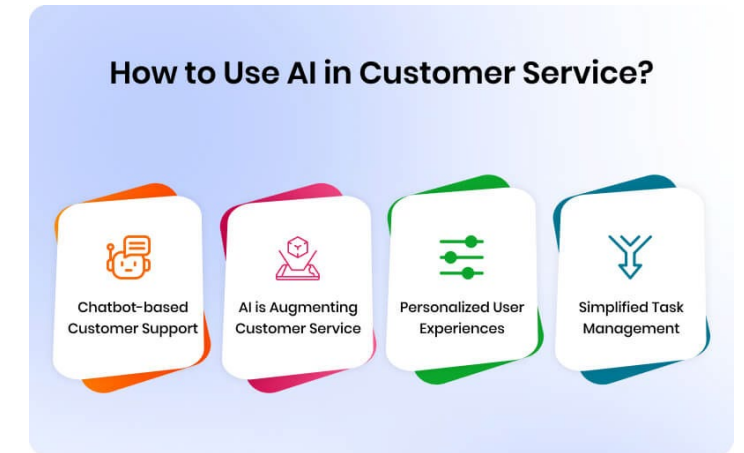 How to Use AI in Customer Service?
Chatbot-based
Customer Support
AI is Augmenting
Customer Service
Personalized User
Experiences
Simplified Task
Management